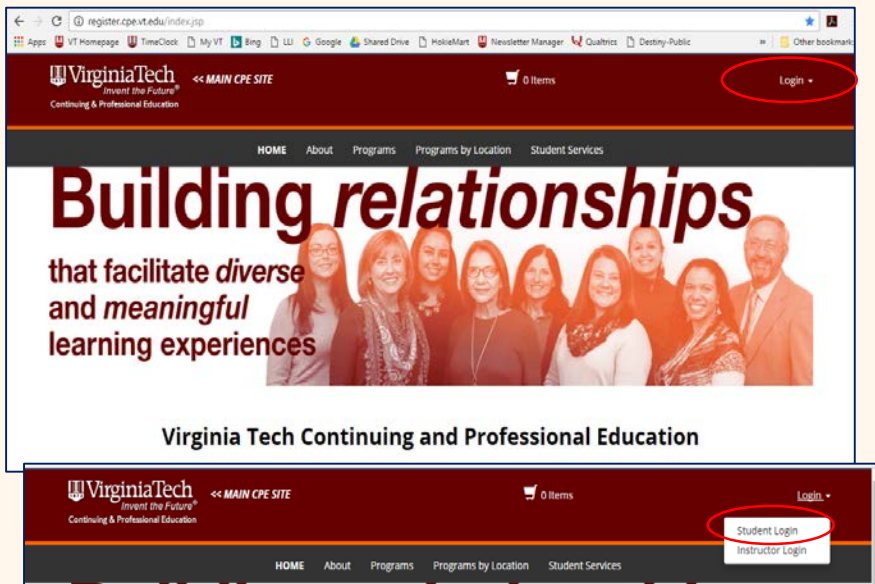 register.cpe.vt.edu/index.jsp
Apps VT Homepage TimeClock My VT Bing LLI Google Shared Drive HokieMart Newsletter Manager Qualtrics Destiny-Public » Other bookmark
VirginiaTech << MAIN CPE SITE 0 Items Login
Invent the Future®
Continuing & Professional Education
HOME About Programs Programs by Location Student Services
Building relationships
that facilitate diverse
and meaningful
learning experiences
Virginia Tech Continuing and Professional Education
VirginiaTech << MAIN CPE SITE 0 Items Login
Invent the Future®
Continuing & Professional Education
Student Login
Instructor Login
HOME About Programs Programs by Location Student Services